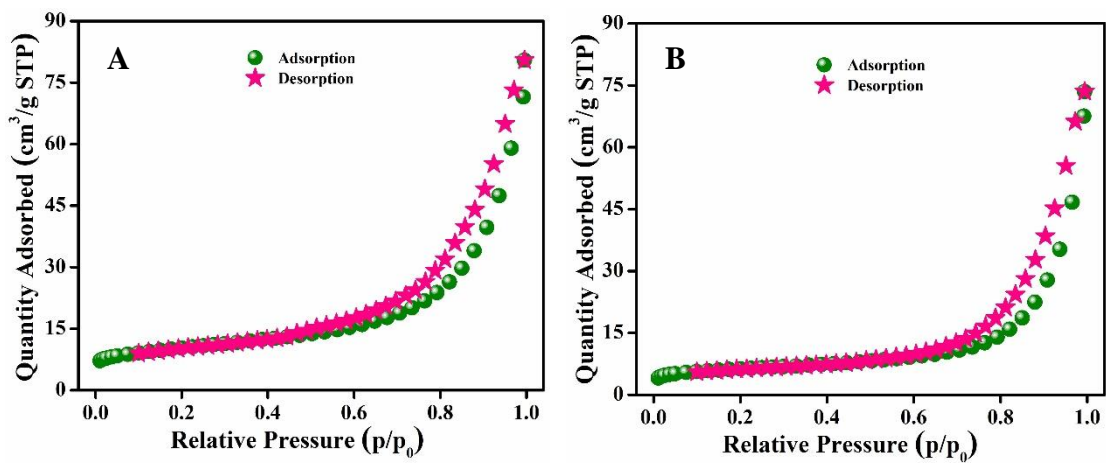 A
Adsorption
Desorption
Quantity Adsorbed (cm³/g STP)
90
75
60
45
30
15
0
0.0 0.2 0.4 0.6 0.8 1.0
Relative Pressure (p/p₀)
B
Adsorption
Desorption
Quantity Adsorbed (cm³/g STP)
90
75
60
45
30
15
0
0.0 0.2 0.4 0.6 0.8 1.0
Relative Pressure (p/p₀)